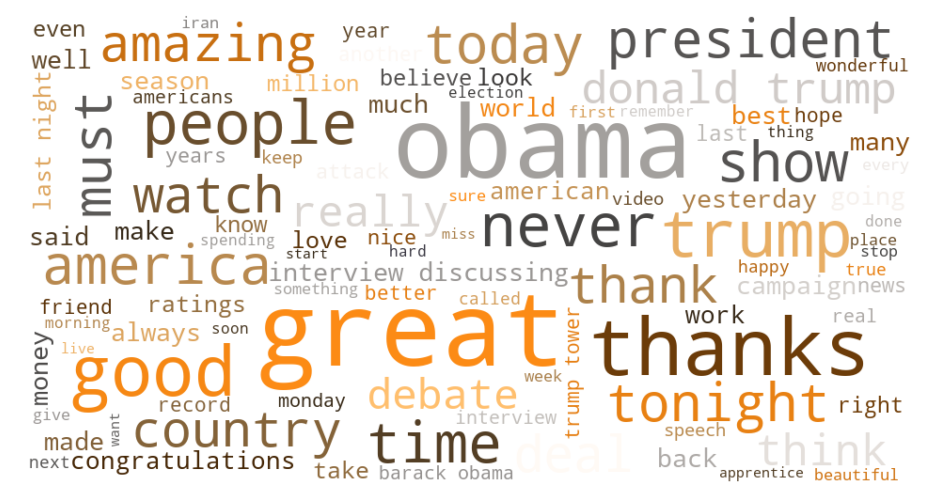 iran
even
amazing
year
today
president
another
wonderful
well
believe look
season
million
donald trump
election
last night
must
americans
people
much
world
first remember
best hope
obama
last
thing
many
show
years
keep
attack
every
watch
sure american
video
yesterday
going
really
never
trump
said
make
know
spending
love
nice
miss
done
place
start
hard
stop
america
interview discussing
thank
happy
true
something
better
campaign news
friend
ratings
called
great
thanks
work
real
morning
always
soon
money
live
good
trump tower
week
debate
tonight
right
record
monday
give
want
country
interview
time
speech
made
deal
think
next congratulations
take
barack obama
back
apprentice beautiful